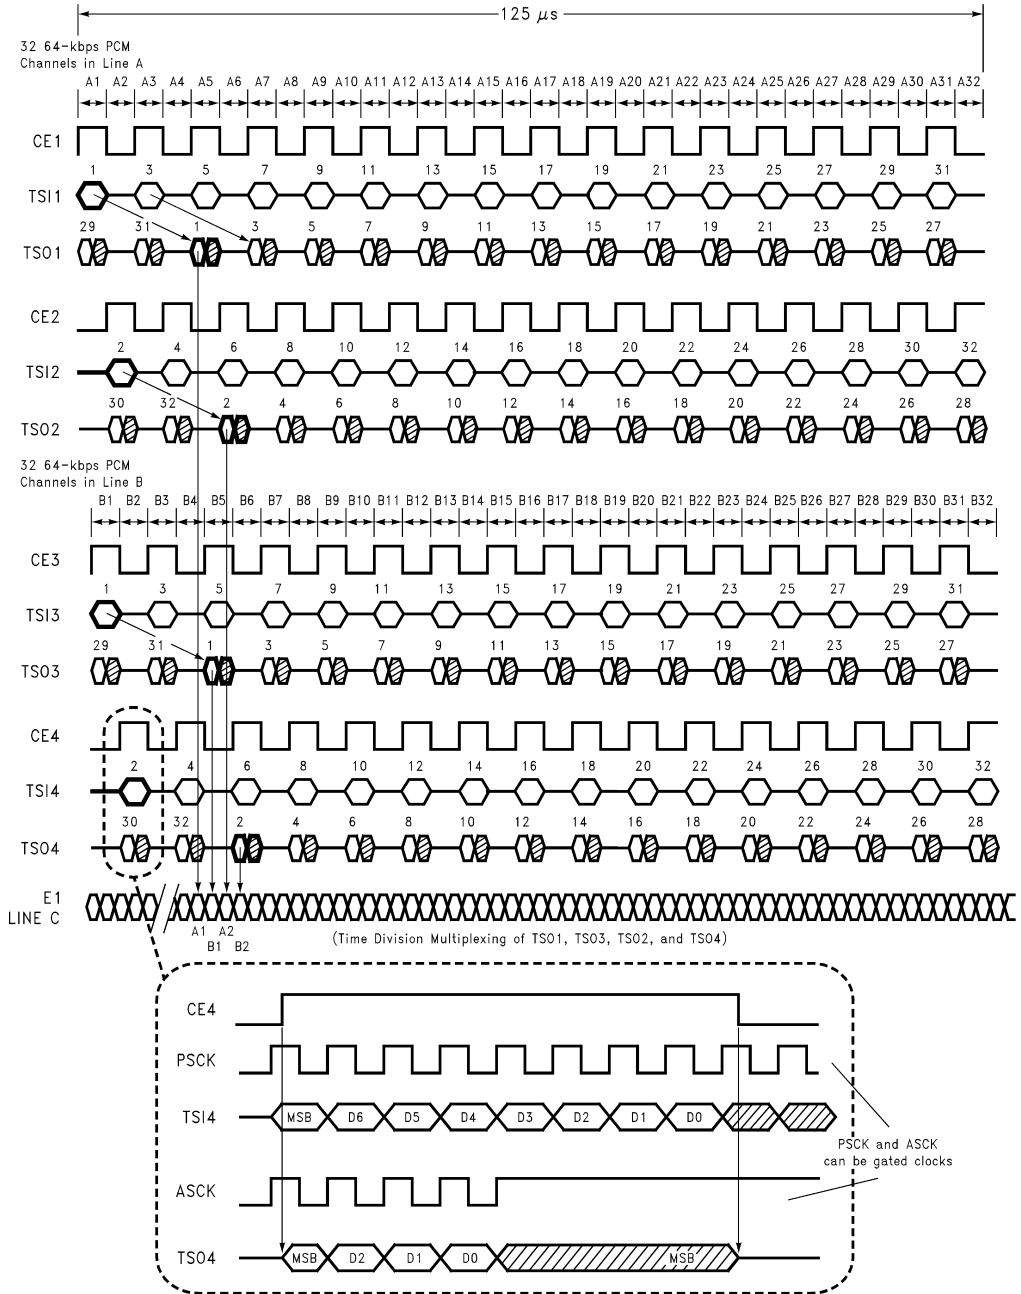 125 µs
32 64-kbps PCM
Channels in Line A
A1 A2 A3 A4 A5 A6 A7 A8 A9 A10 A11 A12 A13 A14 A15 A16 A17 A18 A19 A20 A21 A22 A23 A24 A25 A26 A27 A28 A29 A30 A31 A32
CE1
1 3 5 7 9 11 13 15 17 19 21 23 25 27 29 31
TSI1
29 31 1 3 5 7 9 11 13 15 17 19 21 23 25 27
TSO1
CE2
2 4 6 8 10 12 14 16 18 20 22 24 26 28 30 32
TSI2
30 32 2 4 6 8 10 12 14 16 18 20 22 24 26 28
TSO2
32 64-kbps PCM
Channels in Line B
B1 B2 B3 B4 B5 B6 B7 B8 B9 B10 B11 B12 B13 B14 B15 B16 B17 B18 B19 B20 B21 B22 B23 B24 B25 B26 B27 B28 B29 B30 B31 B32
CE3
1 3 5 7 9 11 13 15 17 19 21 23 25 27 29 31
TSI3
29 31 1 3 5 7 9 11 13 15 17 19 21 23 25 27
TSO3
CE4
2 4 6 8 10 12 14 16 18 20 22 24 26 28 30 32
TSI4
30 32 2 4 6 8 10 12 14 16 18 20 22 24 26 28
TSO4
E1
LINE C
A1 A2
B1 B2
(Time Division Multiplexing of TSO1, TSO3, TSO2, and TSO4)
CE4
PSCK
TSI4 MSB D6 D5 D4 D3 D2 D1 D0
PSCK and ASCK
can be gated clocks
ASCK
TSO4 MSB D2 D1 D0 MSB